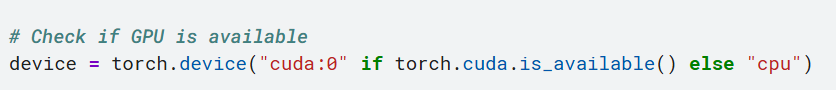 # Check if GPU is available
device = torch.device("cuda:0" if torch.cuda.is_available() else "cpu")